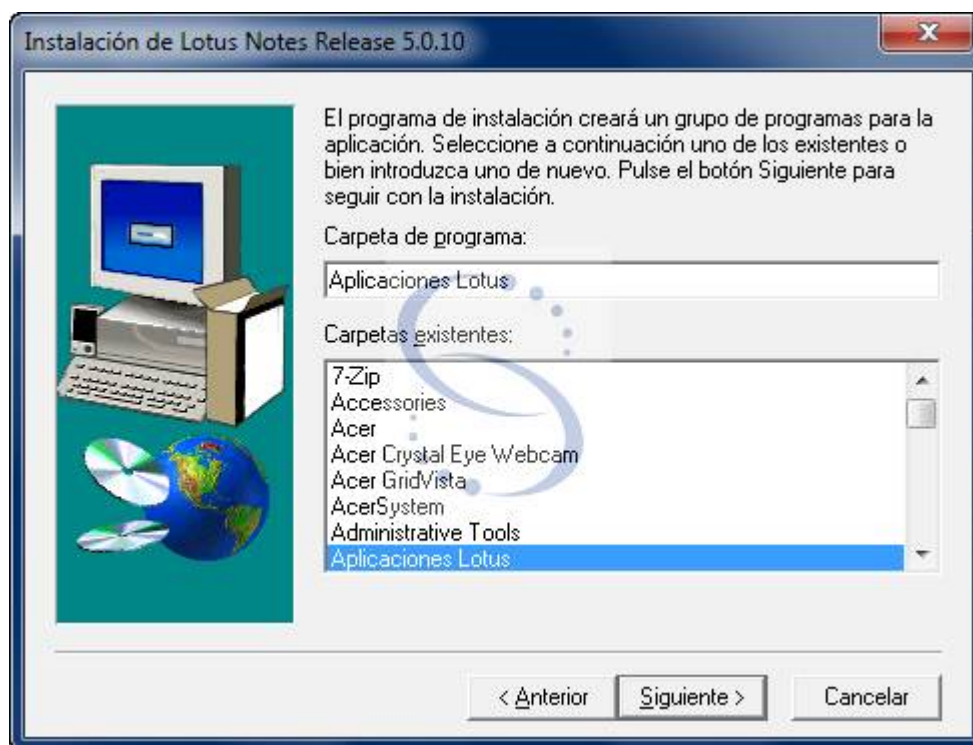 Instalación de Lotus Notes Release 5.0.10
El programa de instalación creará un grupo de programas para la
aplicación. Seleccione a continuación uno de los existentes o
bien introduzca uno de nuevo. Pulse el botón Siguiente para
seguir con la instalación.
Carpeta de programa:
Aplicaciones Lotus
Carpetas existentes:
7-Zip
Accessories
Acer
Acer Crystal Eye Webcam
Acer GridVista
AcerSystem
Administrative Tools
Aplicaciones Lotus
< Anterior
Siguiente >
Cancelar